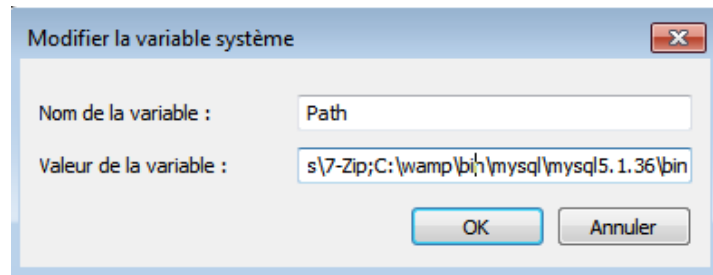 Modifier la variable système
Nom de la variable : Path
Valeur de la variable : s\7-Zip;C:\wamp\bin\mysql\mysql5.1.36\bin
OK Annuler